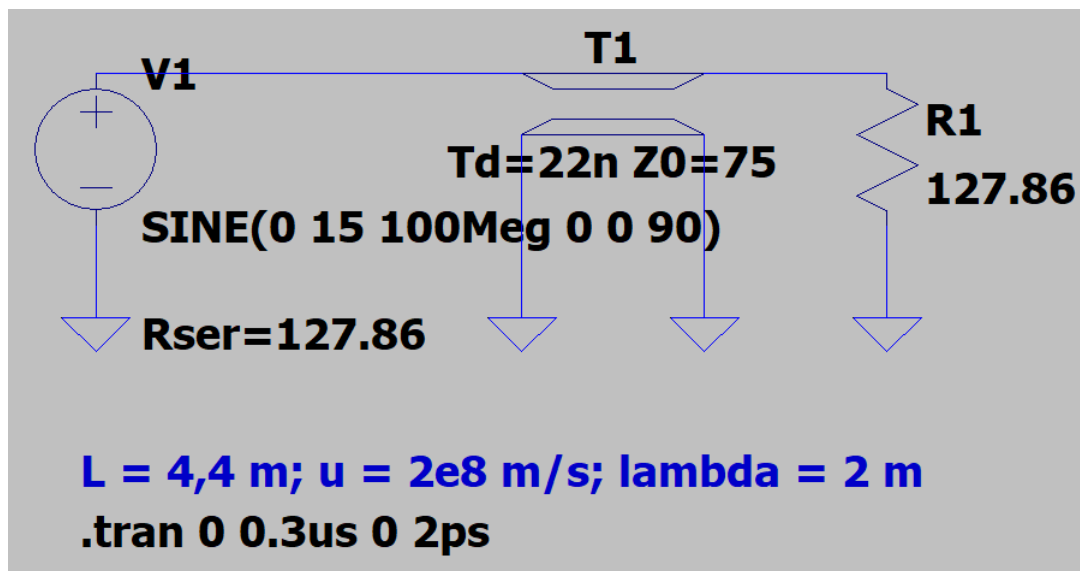 T1
V1
R1
Td=22n Z0=75
127.86
SINE(0 15 100Meg 0 0 90)
Rser=127.86
L = 4,4 m; u = 2e8 m/s; lambda = 2 m
.tran 0 0.3us 0 2ps